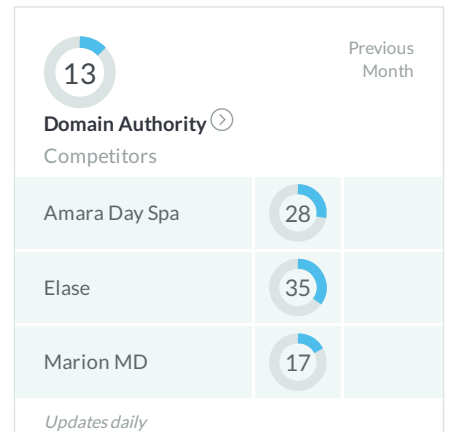 13
Previous
Month
Domain Authority
Competitors
Amara Day Spa 28
Elase 35
Marion MD 17
Updates daily